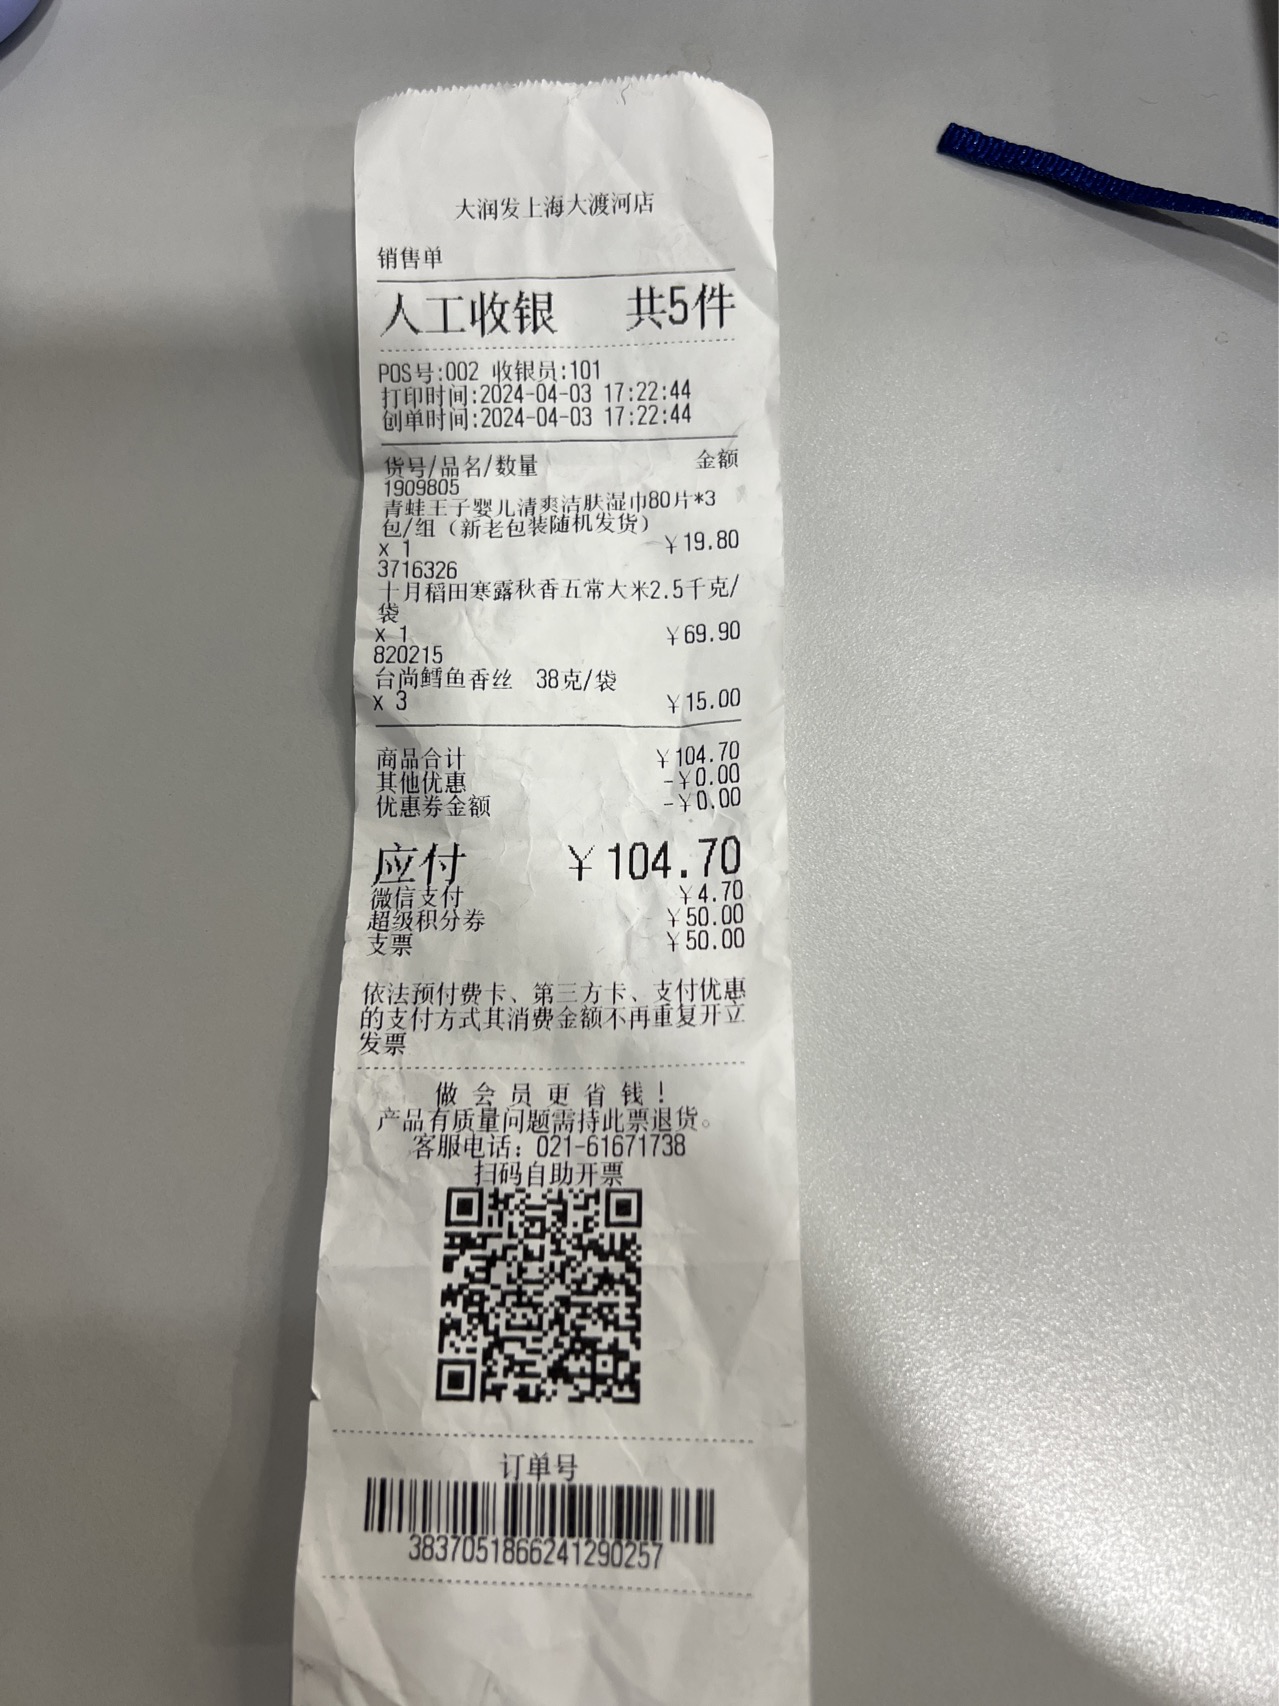 大润发上海大渡河店
销售单
人工收银 共5件
POS号:002 收银员:101
打印时间:2024-04-03 17:22:44
创单时间:2024-04-03 17:22:44
货号/品名/数量 金额
1909805
青蛙王子婴儿清爽洁肤湿巾80片*3
包/组（新老包装随机发货）
x 1 ￥19.80
3716326
十月稻田寒露秋香五常大米2.5千克/
袋
x 1 ￥69.90
820215
台尚鳕鱼香丝 38克/袋
x 3 ￥15.00
商品合计 ￥104.70
其他优惠 -￥0.00
优惠券金额 -￥0.00
应付 ￥104.70
微信支付 ￥4.70
超级积分券 ￥50.00
支票 ￥50.00
依法预付费卡、第三方卡、支付优惠
的支付方式其消费金额不再重复开立
发票
做会员更省钱！
产品有质量问题需持此票退货。
客服电话：021-61671738
扫码自助开票
订单号
3837051866241290257